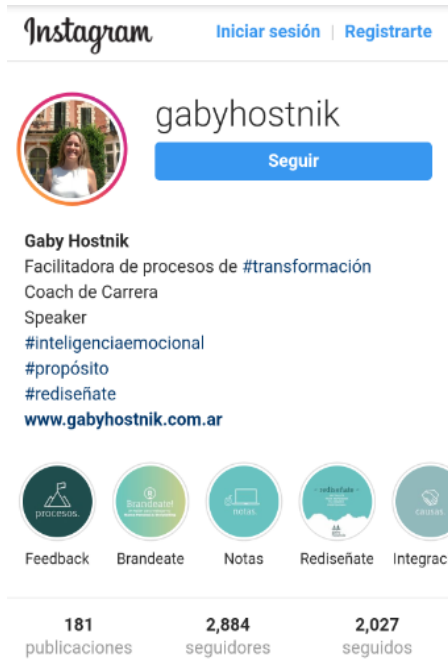 Instagram
Iniciar sesión | Registrarte
gabyhostnik
Seguir
Gaby Hostnik
Facilitadora de procesos de #transformación
Coach de Carrera
Speaker
#inteligenciaemocional
#propósito
#rediseñate
www.gabyhostnik.com.ar
procesos.
Brandeate!
notas.
rediseñate
causas
Feedback Brandeate Notas Rediseñate Integrac
181 2,884 2,027
publicaciones seguidores seguidos